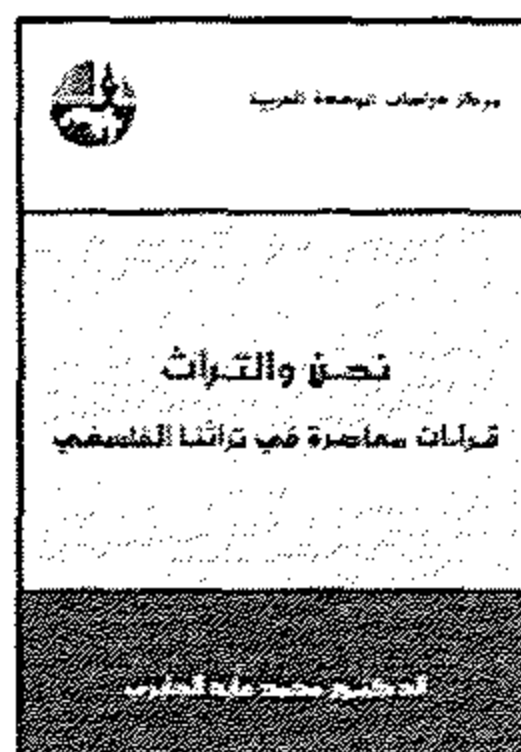 مركز دراسات الوحدة العربية
نحن والتراث
قراءات معاصرة في تراثنا الفلسفي
الدكتور محمد عابد الجابري